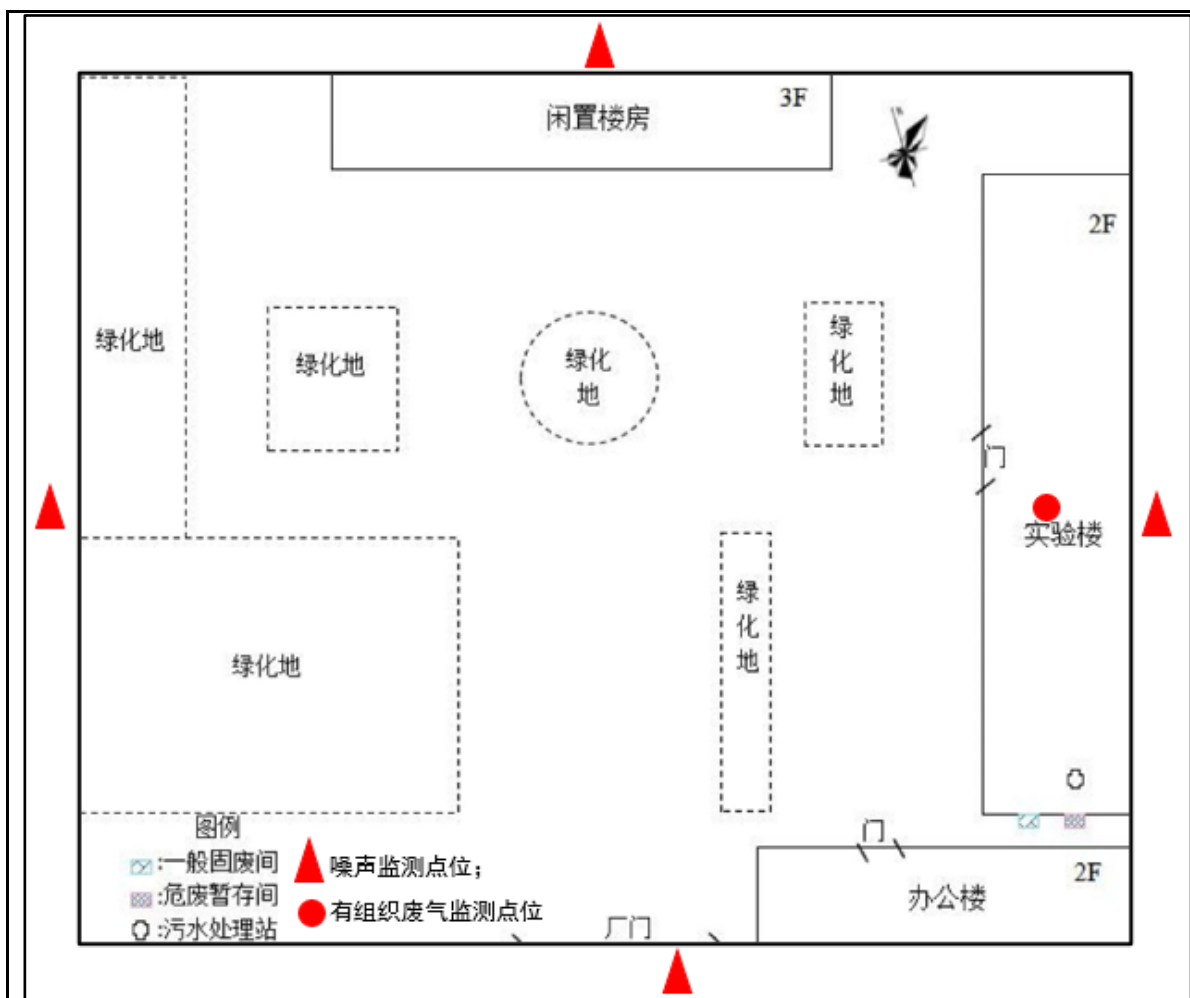 3F
闲置楼房
2F
绿化地
绿化地
绿化
地
绿
化
地
门
实验楼
绿
化
地
绿化地
图例
:一般固废间
:危废暂存间
:污水处理站
噪声监测点位；
有组织废气监测点位
门
2F
办公楼
厂门